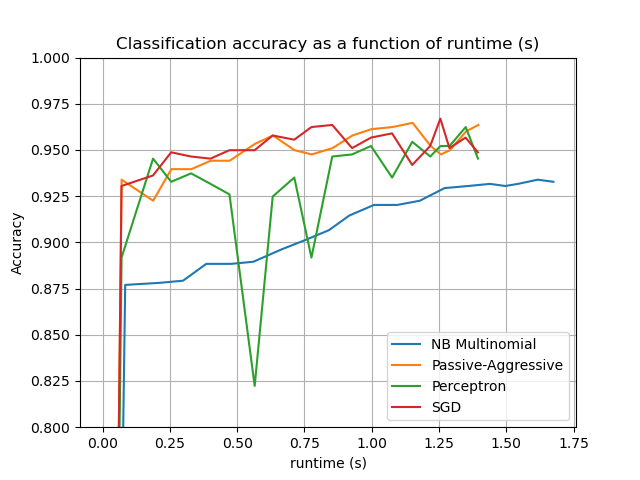 Classification accuracy as a function of runtime (s)
1.000
0.975
0.950
0.925
0.900
0.875
0.850
0.825
0.800
Accuracy
NB Multinomial
Passive-Aggressive
Perceptron
SGD
0.00 0.25 0.50 0.75 1.00 1.25 1.50 1.75
runtime (s)